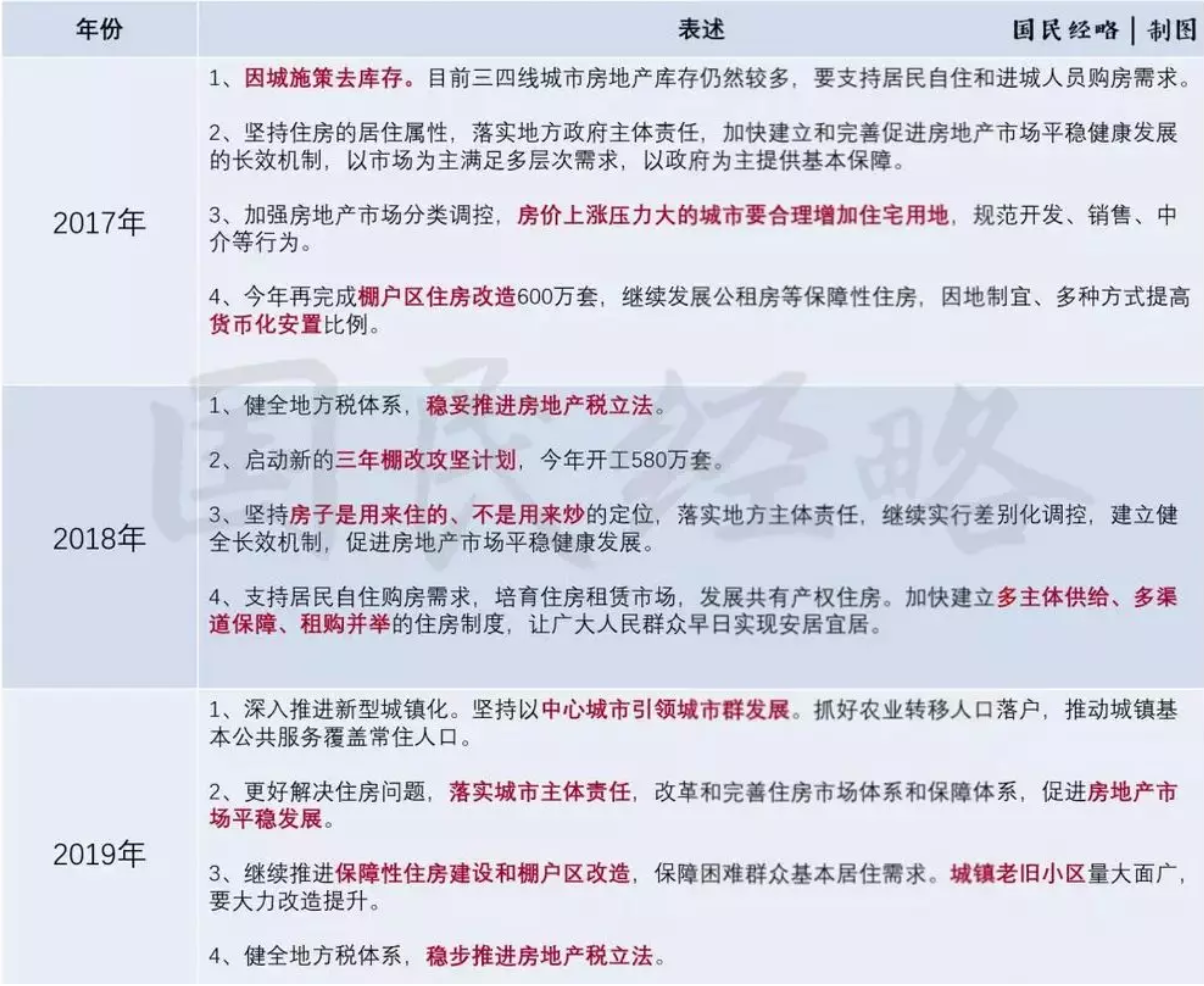 年份
表述
国民经略 | 制图
2017年
1、因城施策去库存。目前三四线城市房地产库存仍然较多，要支持居民自住和进城人员购房需求。
2、坚持住房的居住属性，落实地方政府主体责任，加快建立和完善促进房地产市场平稳健康发展
的长效机制，以市场为主满足多层次需求，以政府为主提供基本保障。
3、加强房地产市场分类调控，房价上涨压力大的城市要合理增加住宅用地，规范开发、销售、中
介等行为。
4、今年再完成棚户区住房改造600万套，继续发展公租房等保障性住房，因地制宜、多种方式提高
货币化安置比例。
2018年
1、健全地方税体系，稳妥推进房地产税立法。
2、启动新的三年棚改攻坚计划，今年开工580万套。
3、坚持房子是用来住的、不是用来炒的定位，落实地方主体责任，继续实行差别化调控，建立健
全长效机制，促进房地产市场平稳健康发展。
4、支持居民自住购房需求，培育住房租赁市场，发展共有产权住房。加快建立多主体供给、多渠
道保障、租购并举的住房制度，让广大人民群众早日实现安居宜居。
国民经略
2019年
1、深入推进新型城镇化。坚持以中心城市引领城市群发展。抓好农业转移人口落户，推动城镇基
本公共服务覆盖常住人口。
2、更好解决住房问题，落实城市主体责任，改革和完善住房市场体系和保障体系，促进房地产市
场平稳发展。
3、继续推进保障性住房建设和棚户区改造，保障困难群众基本居住需求。城镇老旧小区量大面广，
要大力改造提升。
4、健全地方税体系，稳步推进房地产税立法。